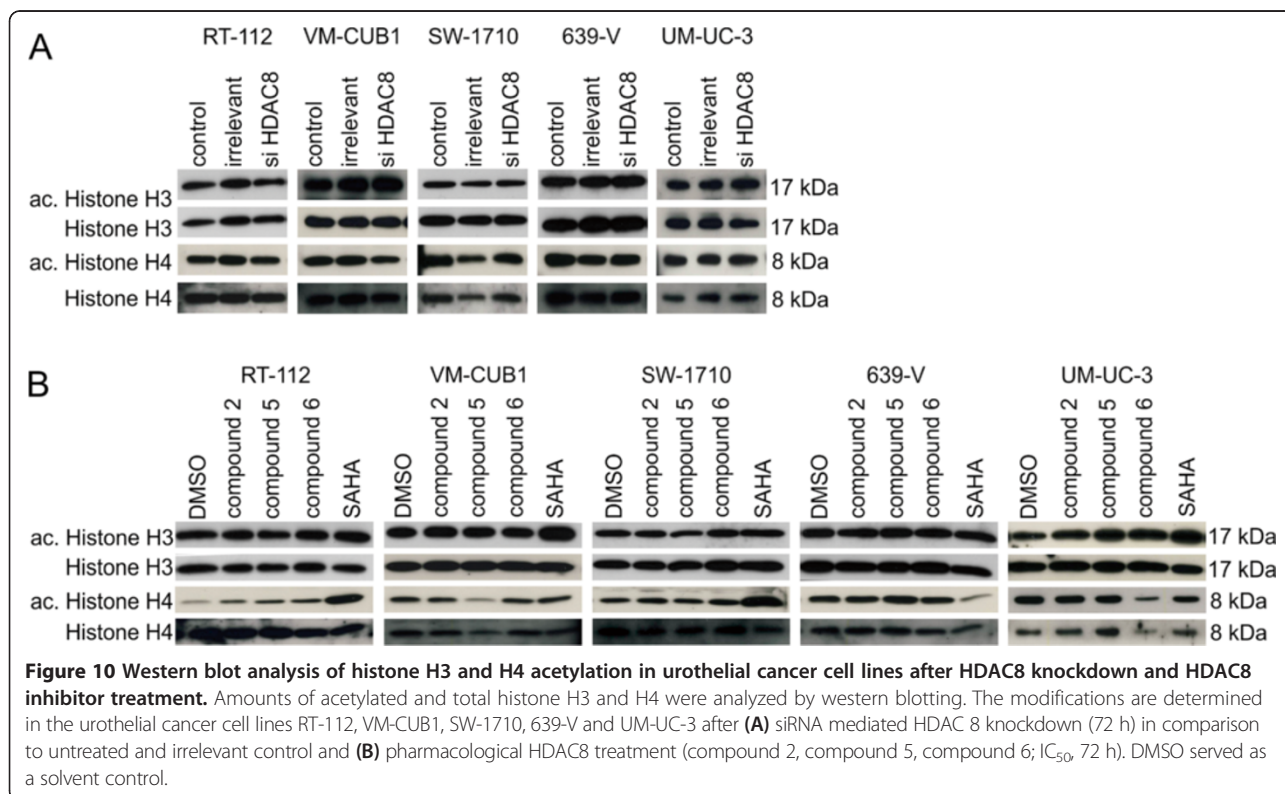 A
RT-112 VM-CUB1 SW-1710 639-V UM-UC-3
control irrelevant si HDAC8 control irrelevant si HDAC8 control irrelevant si HDAC8 control irrelevant si HDAC8 control irrelevant si HDAC8
ac. Histone H3 17 kDa
Histone H3 17 kDa
ac. Histone H4 8 kDa
Histone H4 8 kDa
B
RT-112 VM-CUB1 SW-1710 639-V UM-UC-3
DMSO compound 2 compound 5 compound 6 SAHA DMSO compound 2 compound 5 compound 6 SAHA DMSO compound 2 compound 5 compound 6 SAHA DMSO compound 2 compound 5 compound 6 SAHA DMSO compound 2 compound 5 compound 6 SAHA
ac. Histone H3 17 kDa
Histone H3 17 kDa
ac. Histone H4 8 kDa
Histone H4 8 kDa
Figure 10 Western blot analysis of histone H3 and H4 acetylation in urothelial cancer cell lines after HDAC8 knockdown and HDAC8
inhibitor treatment. Amounts of acetylated and total histone H3 and H4 were analyzed by western blotting. The modifications are determined
in the urothelial cancer cell lines RT-112, VM-CUB1, SW-1710, 639-V and UM-UC-3 after (A) siRNA mediated HDAC 8 knockdown (72 h) in comparison
to untreated and irrelevant control and (B) pharmacological HDAC8 treatment (compound 2, compound 5, compound 6; IC50, 72 h). DMSO served as
a solvent control.